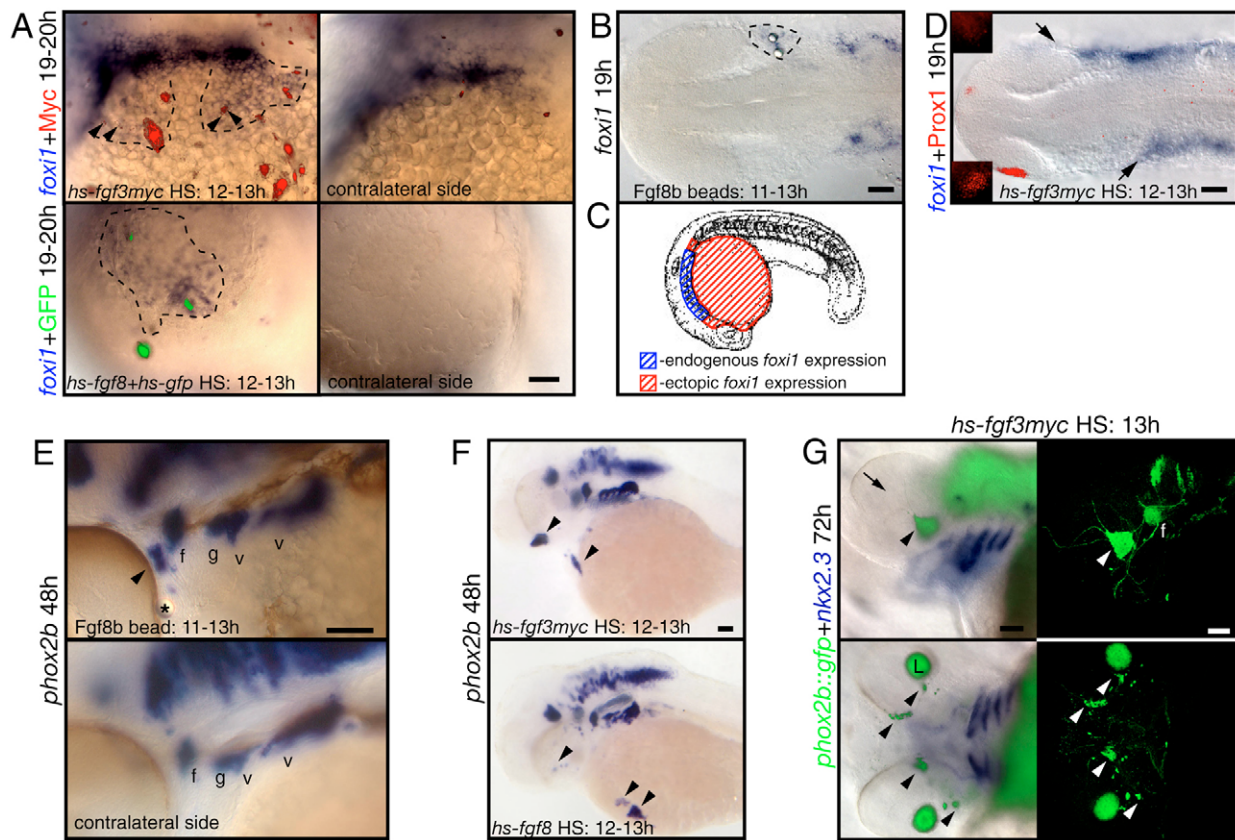 A
foxi1+GFP 19-20h foxi1+Myc 19-20h
hs-fgf3myc HS: 12-13h
contralateral side
hs-fgf8+hs-gfp HS: 12-13h
contralateral side
B
foxi1 19h
Fgf8b beads: 11-13h
C
-endogenous foxi1 expression
-ectopic foxi1 expression
D
foxi1+Prox1 19h
hs-fgf3myc HS: 12-13h
E
phox2b 48h
f
g
v
v
*
Fgf8b bead: 11-13h
f
g
v
v
contralateral side
F
phox2b 48h
hs-fgf3myc HS: 12-13h
hs-fgf8 HS: 12-13h
hs-fgf3myc HS: 13h
G
phox2b::gfp+nkx2.3 72h
f
L